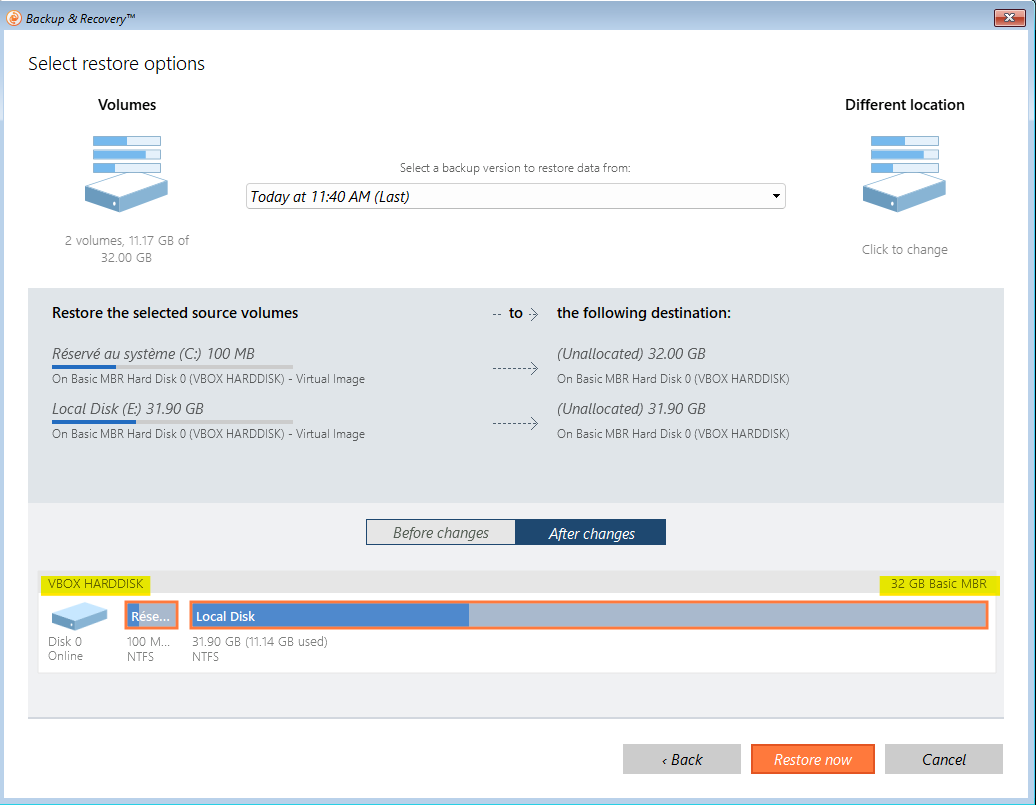 Backup & Recovery™
Select restore options
Volumes
Different location
Select a backup version to restore data from:
Today at 11:40 AM (Last)
2 volumes, 11.17 GB of
32.00 GB
Click to change
Restore the selected source volumes
-- to
the following destination:
Réservé au système (C:) 100 MB
(Unallocated) 32.00 GB
On Basic MBR Hard Disk 0 (VBOX HARDDISK) - Virtual Image
On Basic MBR Hard Disk 0 (VBOX HARDDISK)
Local Disk (E:) 31.90 GB
(Unallocated) 31.90 GB
On Basic MBR Hard Disk 0 (VBOX HARDDISK) - Virtual Image
On Basic MBR Hard Disk 0 (VBOX HARDDISK)
Before changes
After changes
VBOX HARDDISK
32 GB Basic MBR
Rése...
Local Disk
Disk 0
Online
100 M...
NTFS
31.90 GB (11.14 GB used)
NTFS
‹ Back
Restore now
Cancel